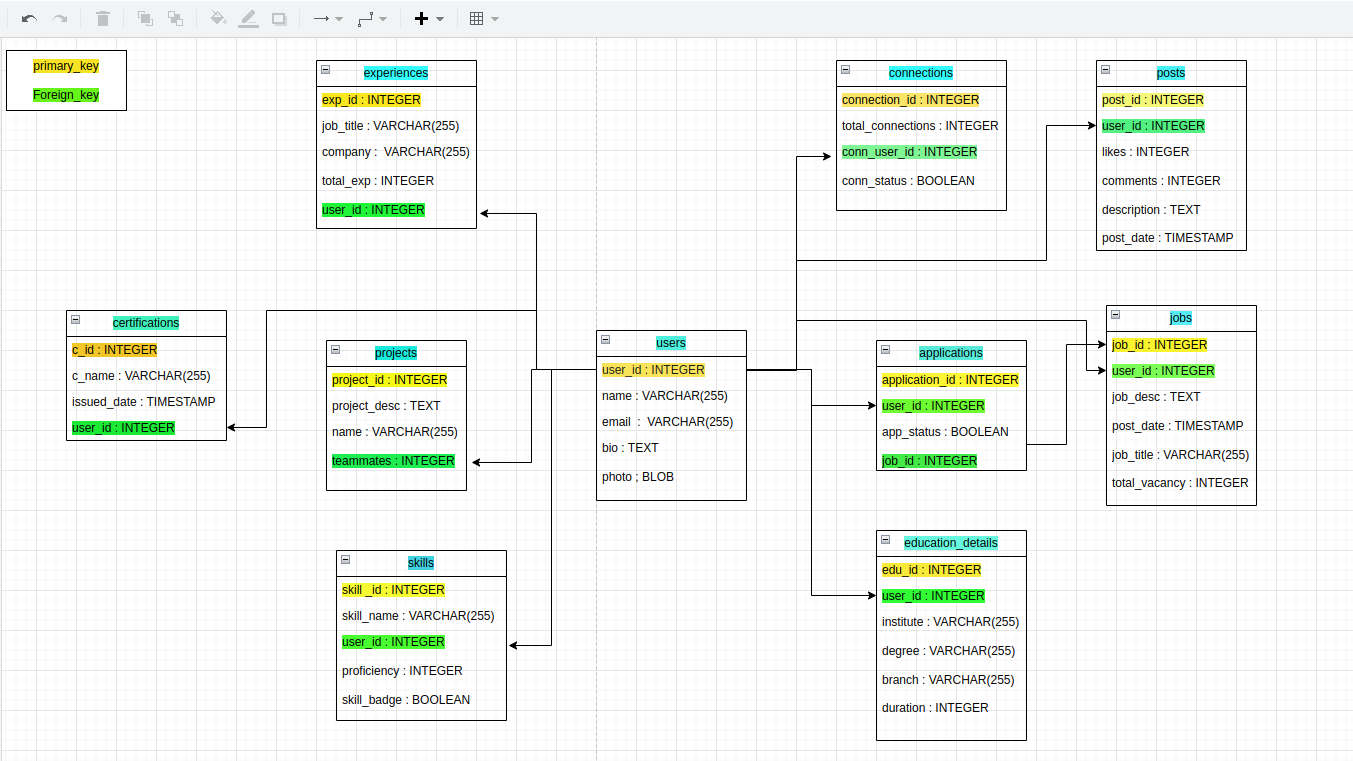 primary_key
Foreign_key
experiences
exp_id : INTEGER
job_title : VARCHAR(255)
company :  VARCHAR(255)
total_exp : INTEGER
user_id : INTEGER
connections
connection_id : INTEGER
total_connections : INTEGER
conn_user_id : INTEGER
conn_status : BOOLEAN
posts
post_id : INTEGER
user_id : INTEGER
likes : INTEGER
comments : INTEGER
description : TEXT
post_date : TIMESTAMP
certifications
c_id : INTEGER
c_name : VARCHAR(255)
issued_date : TIMESTAMP
user_id : INTEGER
projects
project_id : INTEGER
project_desc : TEXT
name : VARCHAR(255)
teammates : INTEGER
users
user_id : INTEGER
name : VARCHAR(255)
email  :  VARCHAR(255)
bio : TEXT
photo ; BLOB
applications
application_id : INTEGER
user_id : INTEGER
app_status : BOOLEAN
job_id : INTEGER
jobs
job_id : INTEGER
user_id : INTEGER
job_desc : TEXT
post_date : TIMESTAMP
job_title : VARCHAR(255)
total_vacancy : INTEGER
skills
skill _id : INTEGER
skill_name : VARCHAR(255)
user_id : INTEGER
proficiency : INTEGER
skill_badge : BOOLEAN
education_details
edu_id : INTEGER
user_id : INTEGER
institute : VARCHAR(255)
degree : VARCHAR(255)
branch : VARCHAR(255)
duration : INTEGER